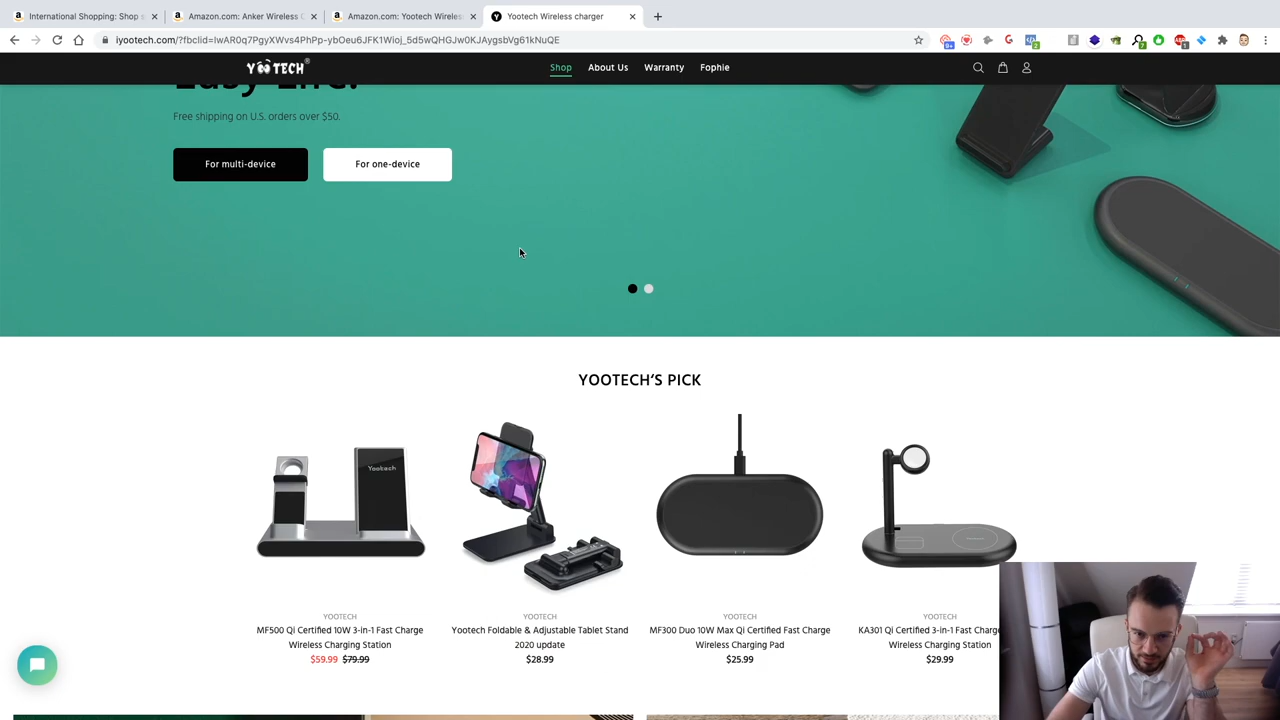 International Shopping: Shop
Amazon.com: Anker Wireless
Amazon.com: Yootech Wireles
Yootech Wireless charger
iyootech.com/?fbclid=IwAR0q7PgyXWvs4PhPp-ybOeu6JFK1Wioj_5d5wQHGJw0KJAygsbVg61kNuQE
YOOTECH®
Shop
About Us
Warranty
Fophie
Easy Life.
Free shipping on U.S. orders over $50.
For multi-device
For one-device
YOOTECH'S PICK
Yootech
YOOTECH
MF500 Qi Certified 10W 3-in-1 Fast Charge
Wireless Charging Station
$59.99 $79.99
YOOTECH
Yootech Foldable & Adjustable Tablet Stand
2020 update
$28.99
YOOTECH
MF300 Duo 10W Max Qi Certified Fast Charge
Wireless Charging Pad
$25.99
YOOTECH
KA301 Qi Certified 3-in-1 Fast Charge
Wireless Charging Station
$29.99